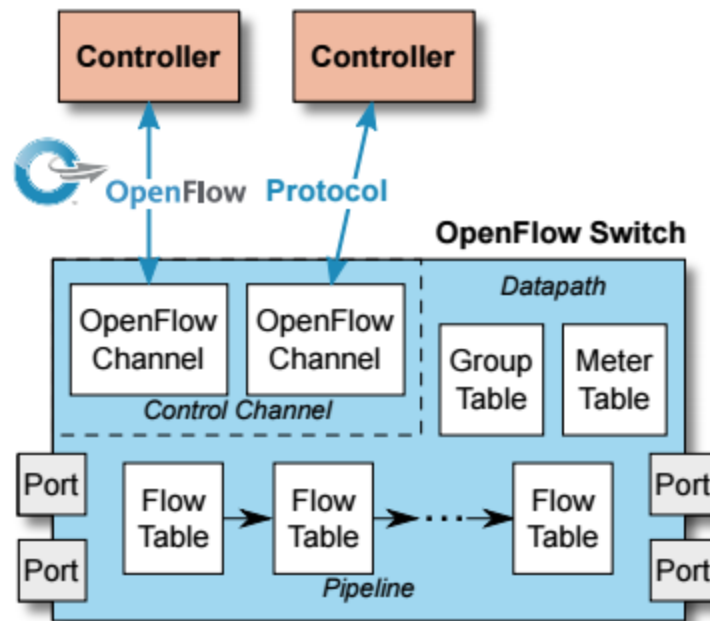 Controller
Controller
OpenFlow
Protocol
OpenFlow Switch
Datapath
OpenFlow
Channel
OpenFlow
Channel
Control Channel
Group
Table
Meter
Table
Port
Port
Flow
Table
Flow
Table
...
Flow
Table
Pipeline
Port
Port